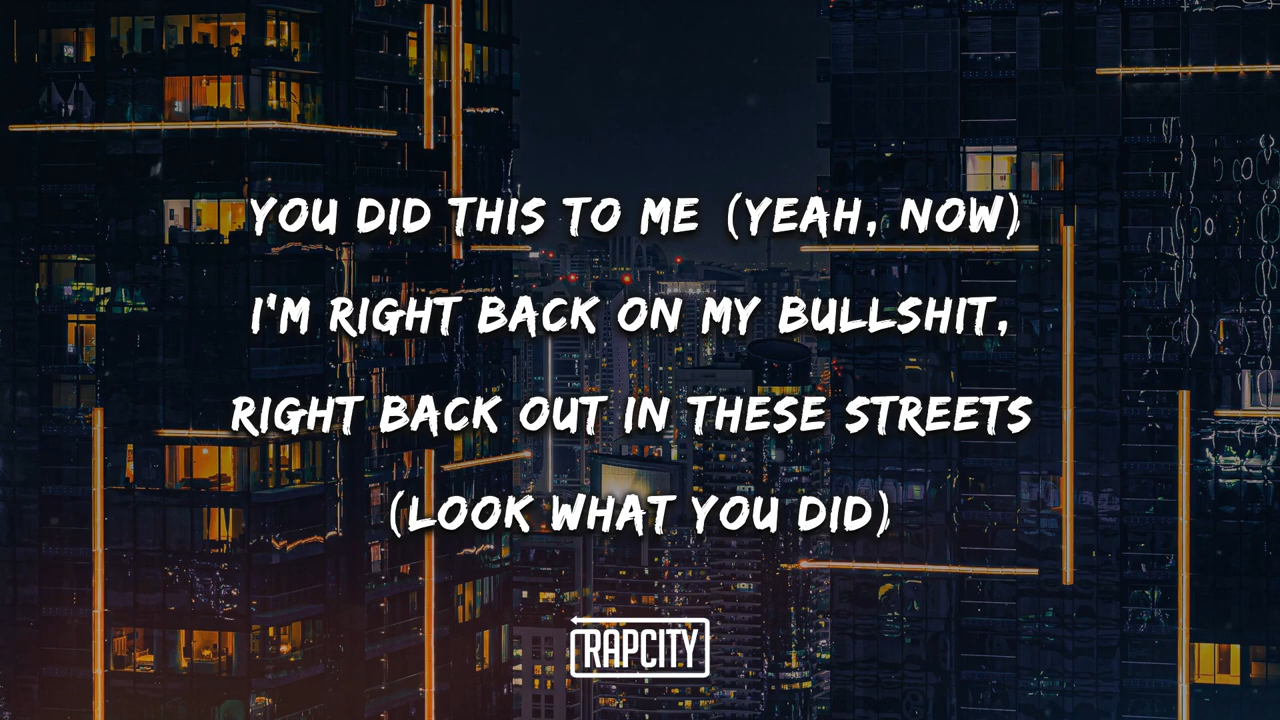 YOU DID THIS TO ME (YEAH, NOW)
I'M RIGHT BACK ON MY BULLSHIT,
RIGHT BACK OUT IN THESE STREETS
(LOOK WHAT YOU DID)
RAPCITY